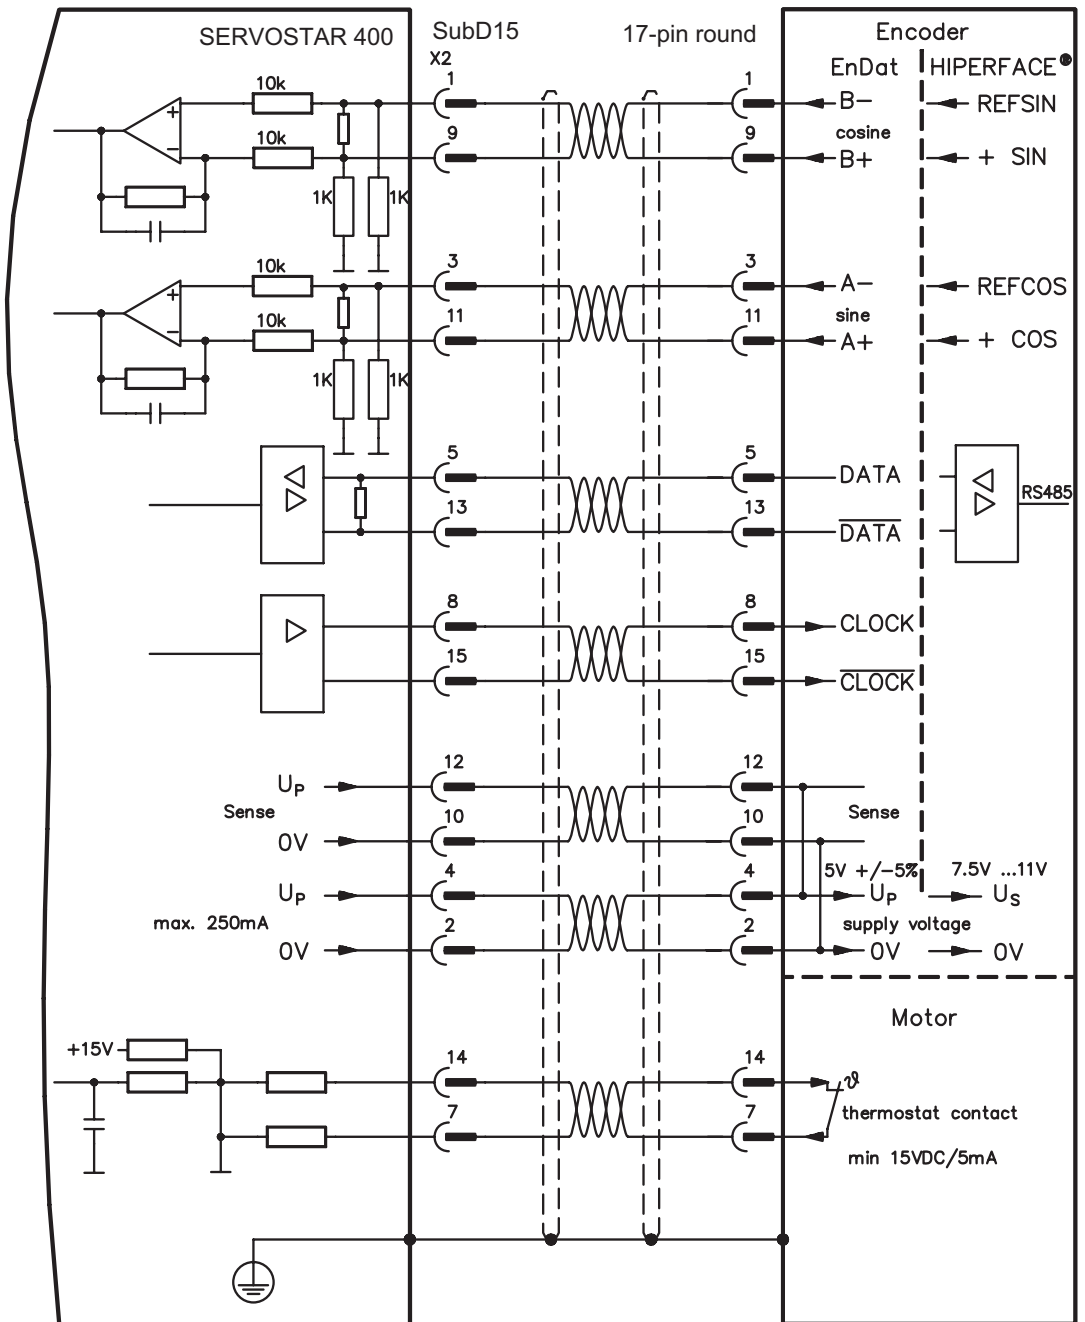 SERVOSTAR 400
SubD15
17-pin round
Encoder
X2
EnDat
HIPERFACE®
10k
1
1
B−
REFSIN
+
cosine
10k
9
9
−
B+
+ SIN
1K
1K
10k
3
3
A−
REFCOS
+
sine
10k
11
11
−
A+
+ COS
1K
1K
5
5
DATA
RS485
13
13
D̅A̅T̅A̅
8
8
CLOCK
15
15
C̅L̅O̅C̅K̅
UP
12
12
Sense
Sense
0V
10
10
5V +/−5%
7.5V ...11V
UP
4
4
UP
US
max. 250mA
supply voltage
0V
2
2
0V
0V
Motor
+15V
14
14
ϑ
thermostat contact
7
7
min 15VDC/5mA